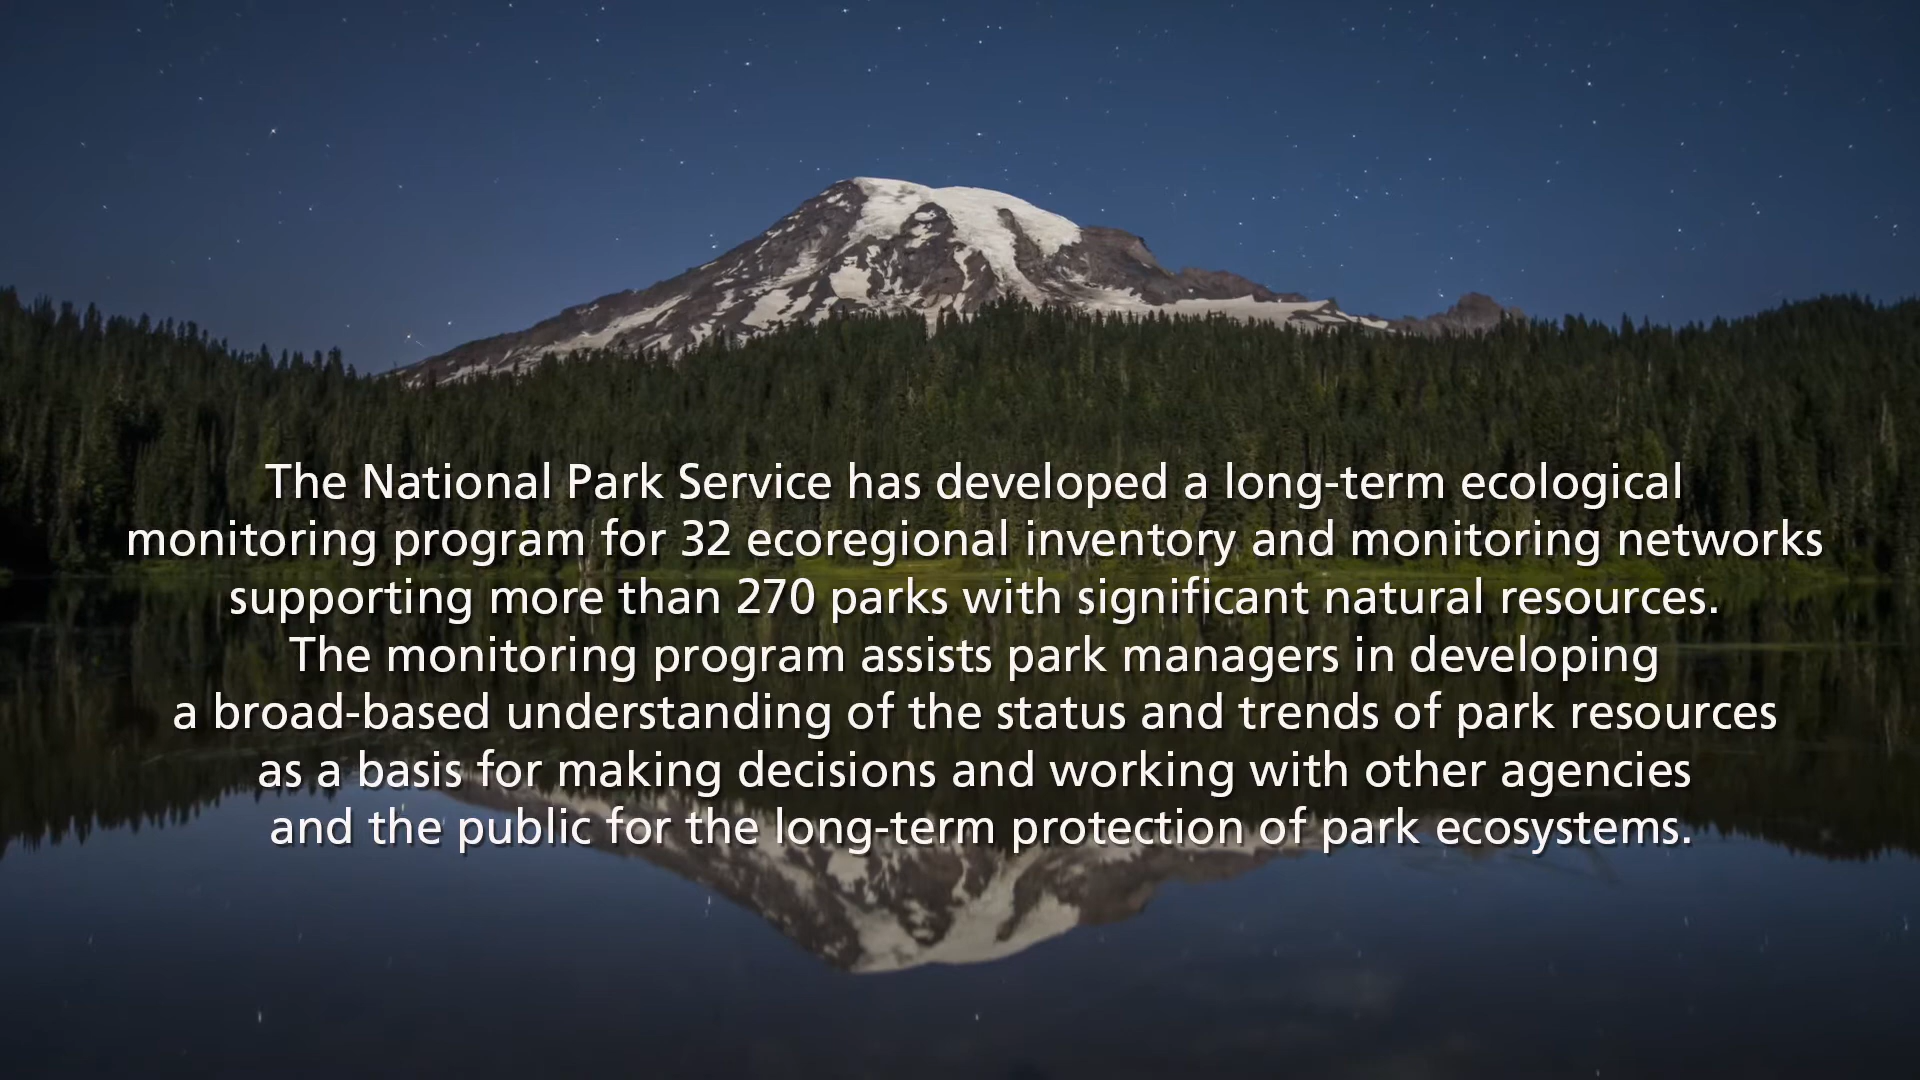 The National Park Service has developed a long-term ecological
monitoring program for 32 ecoregional inventory and monitoring networks
supporting more than 270 parks with significant natural resources.
The monitoring program assists park managers in developing
a broad-based understanding of the status and trends of park resources
as a basis for making decisions and working with other agencies
and the public for the long-term protection of park ecosystems.